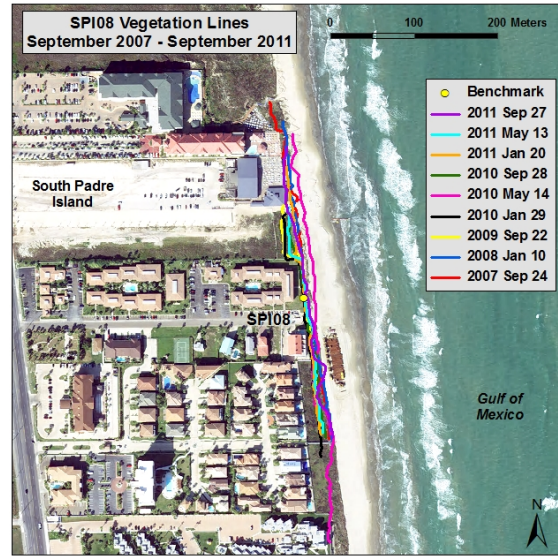 SPI08 Vegetation Lines
September 2007 - September 2011
0 100 200 Meters
Benchmark
2011 Sep 27
2011 May 13
2011 Jan 20
2010 Sep 28
2010 May 14
2010 Jan 29
2009 Sep 22
2008 Jan 10
2007 Sep 24
South Padre
Island
SPI08
Gulf of
Mexico
N